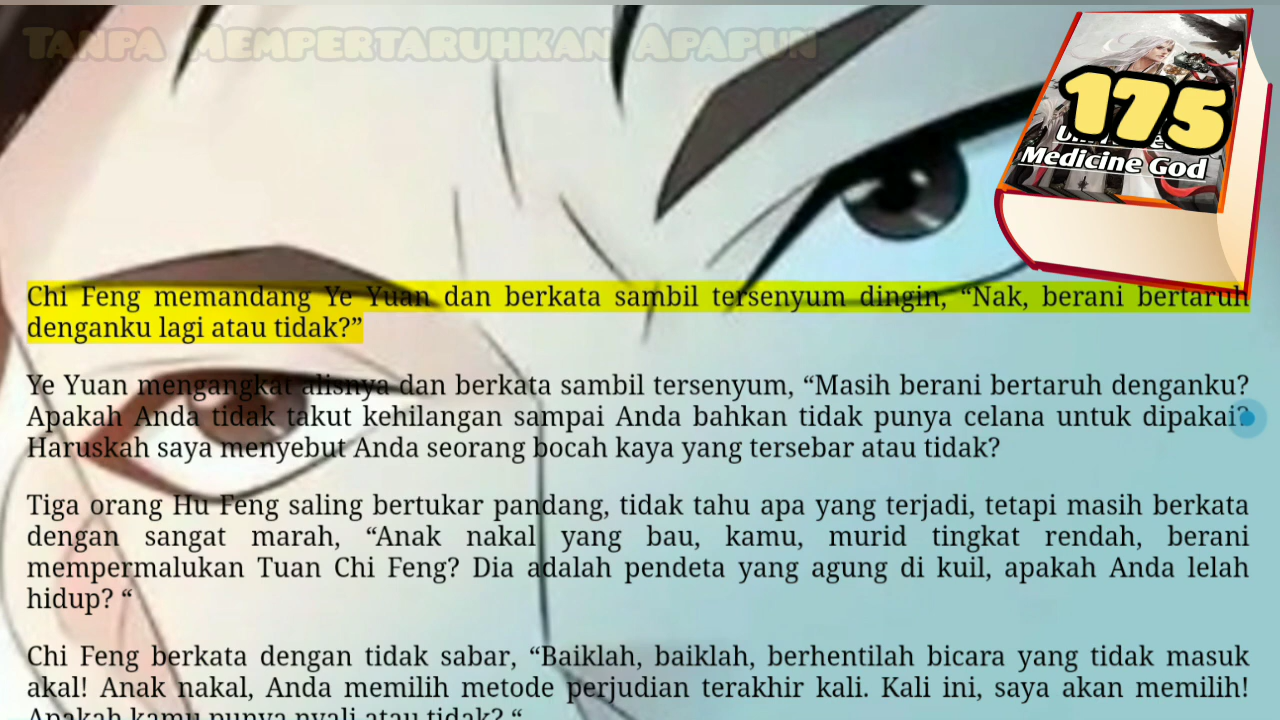 Tanpa Mempertaruhkan Apapun
175
Medicine God
Chi Feng memandang Ye Yuan dan berkata sambil tersenyum dingin, “Nak, berani bertaruh
denganku lagi atau tidak?”
Ye Yuan mengangkat alisnya dan berkata sambil tersenyum, “Masih berani bertaruh denganku?
Apakah Anda tidak takut kehilangan sampai Anda bahkan tidak punya celana untuk dipakai?
Haruskah saya menyebut Anda seorang bocah kaya yang tersebar atau tidak?
Tiga orang Hu Feng saling bertukar pandang, tidak tahu apa yang terjadi, tetapi masih berkata
dengan sangat marah, “Anak nakal yang bau, kamu, murid tingkat rendah, berani
mempermalukan Tuan Chi Feng? Dia adalah pendeta yang agung di kuil, apakah Anda lelah
hidup? “
Chi Feng berkata dengan tidak sabar, “Baiklah, baiklah, berhentilah bicara yang tidak masuk
akal! Anak nakal, Anda memilih metode perjudian terakhir kali. Kali ini, saya akan memilih!
Apakah kamu punya nyali atau tidak? “